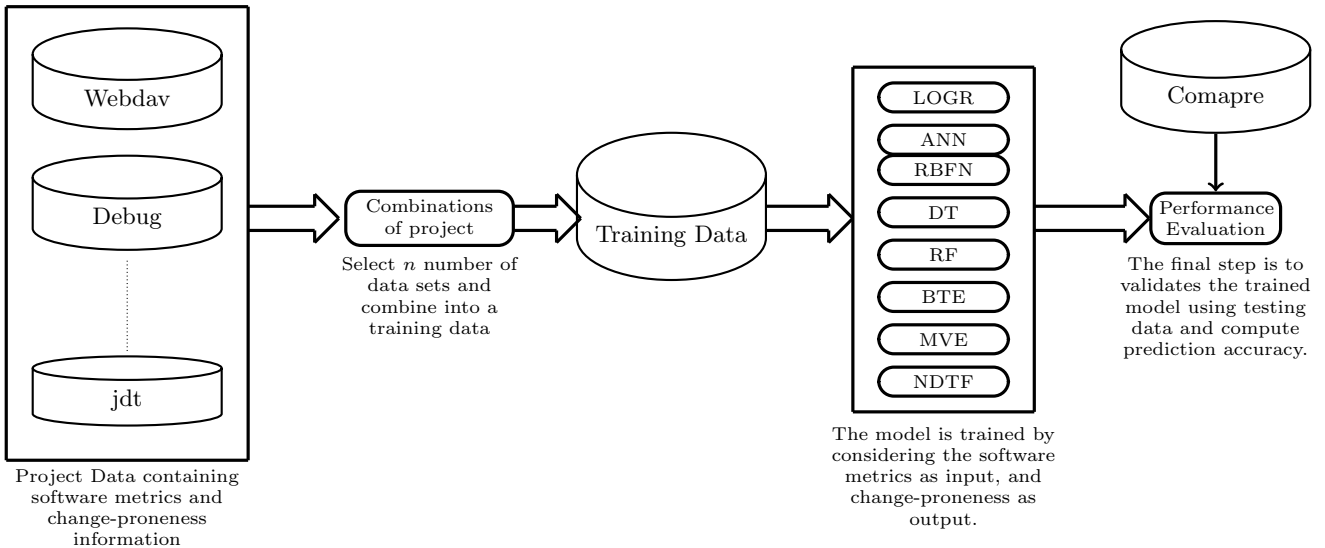 Webdav
Debug
jdt
Project Data containing
software metrics and
change-proneness
information
Combinations
of project
Select n number of
data sets and
combine into a
training data
Training Data
LOGR
ANN
RBFN
DT
RF
BTE
MVE
NDTF
The model is trained by
considering the software
metrics as input, and
change-proneness as
output.
Comapre
Performance
Evaluation
The final step is to
validates the trained
model using testing
data and compute
prediction accuracy.